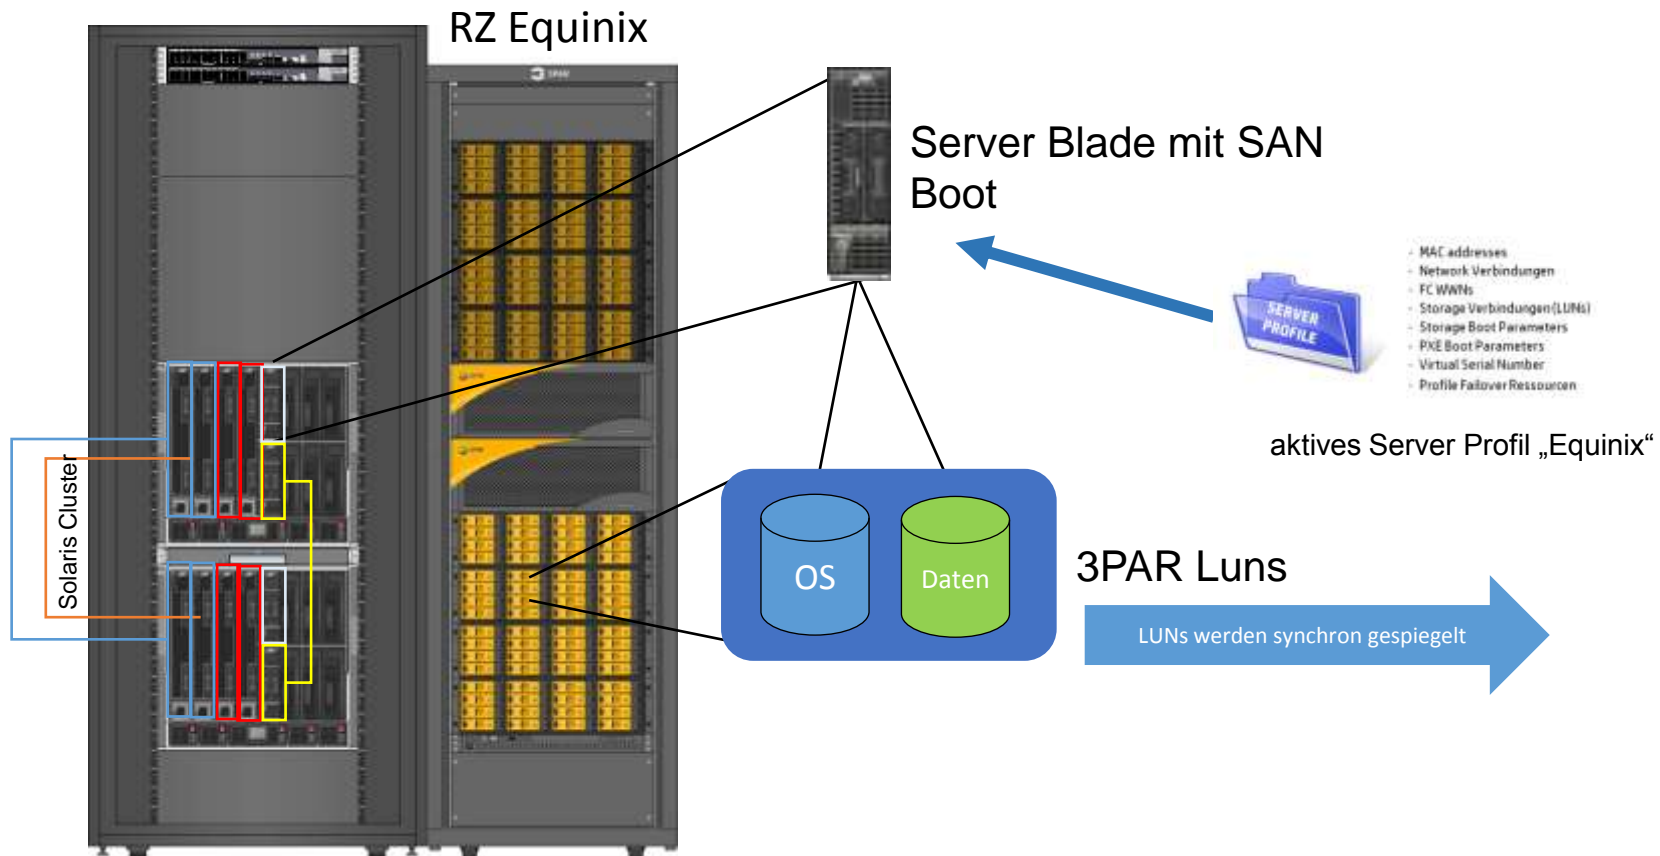 RZ Equinix
3PAR
Server Blade mit SAN
Boot
SERVER
PROFILE
- MAC addresses
- Network Verbindungen
- FC WWNs
- Storage Verbindungen(LUNs)
- Storage Boot Parameters
- PXE Boot Parameters
- Virtual Serial Number
- Profile Failover Ressourcen
aktives Server Profil „Equinix“
Solaris Cluster
OS
Daten
3PAR Luns
LUNs werden synchron gespiegelt